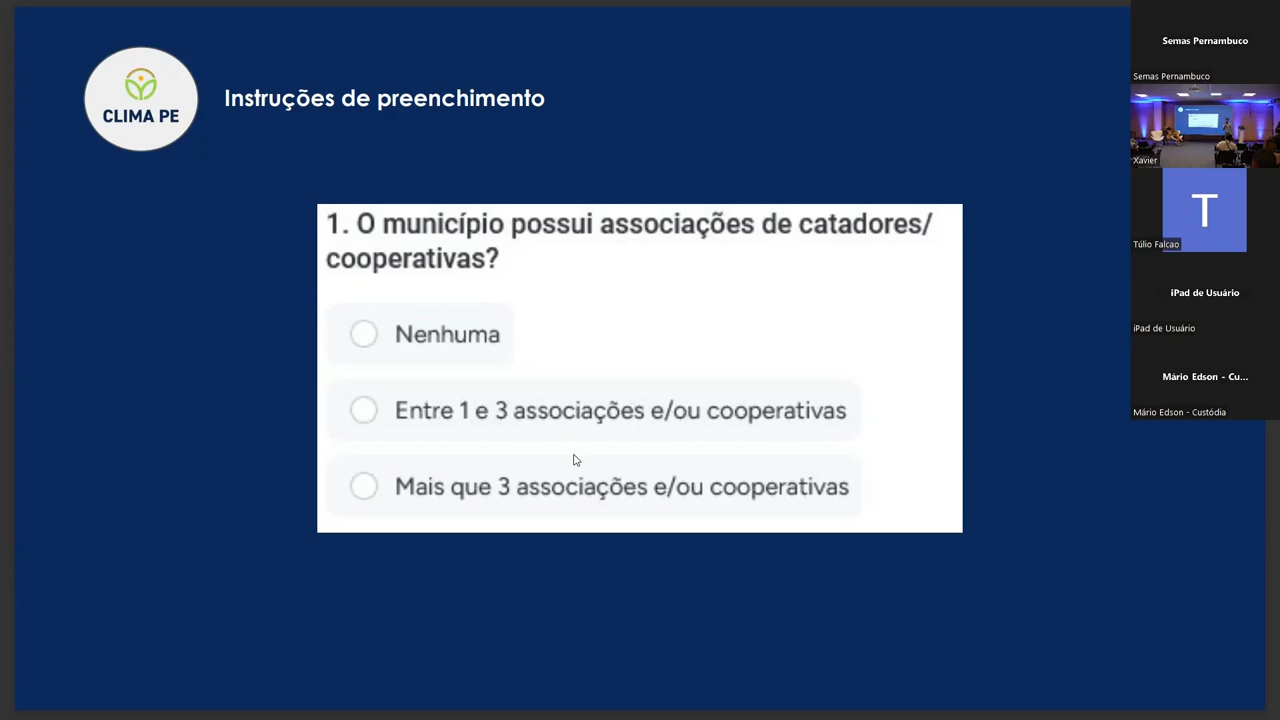 CLIMA PE
Instruções de preenchimento
1. O município possui associações de catadores/
cooperativas?
Nenhuma
Entre 1 e 3 associações e/ou cooperativas
Mais que 3 associações e/ou cooperativas
Semas Pernambuco
Semas Pernambuco
Xavier
T
Túlio Falcao
iPad de Usuário
iPad de Usuário
Mário Edson - Cu...
Mário Edson - Custódia